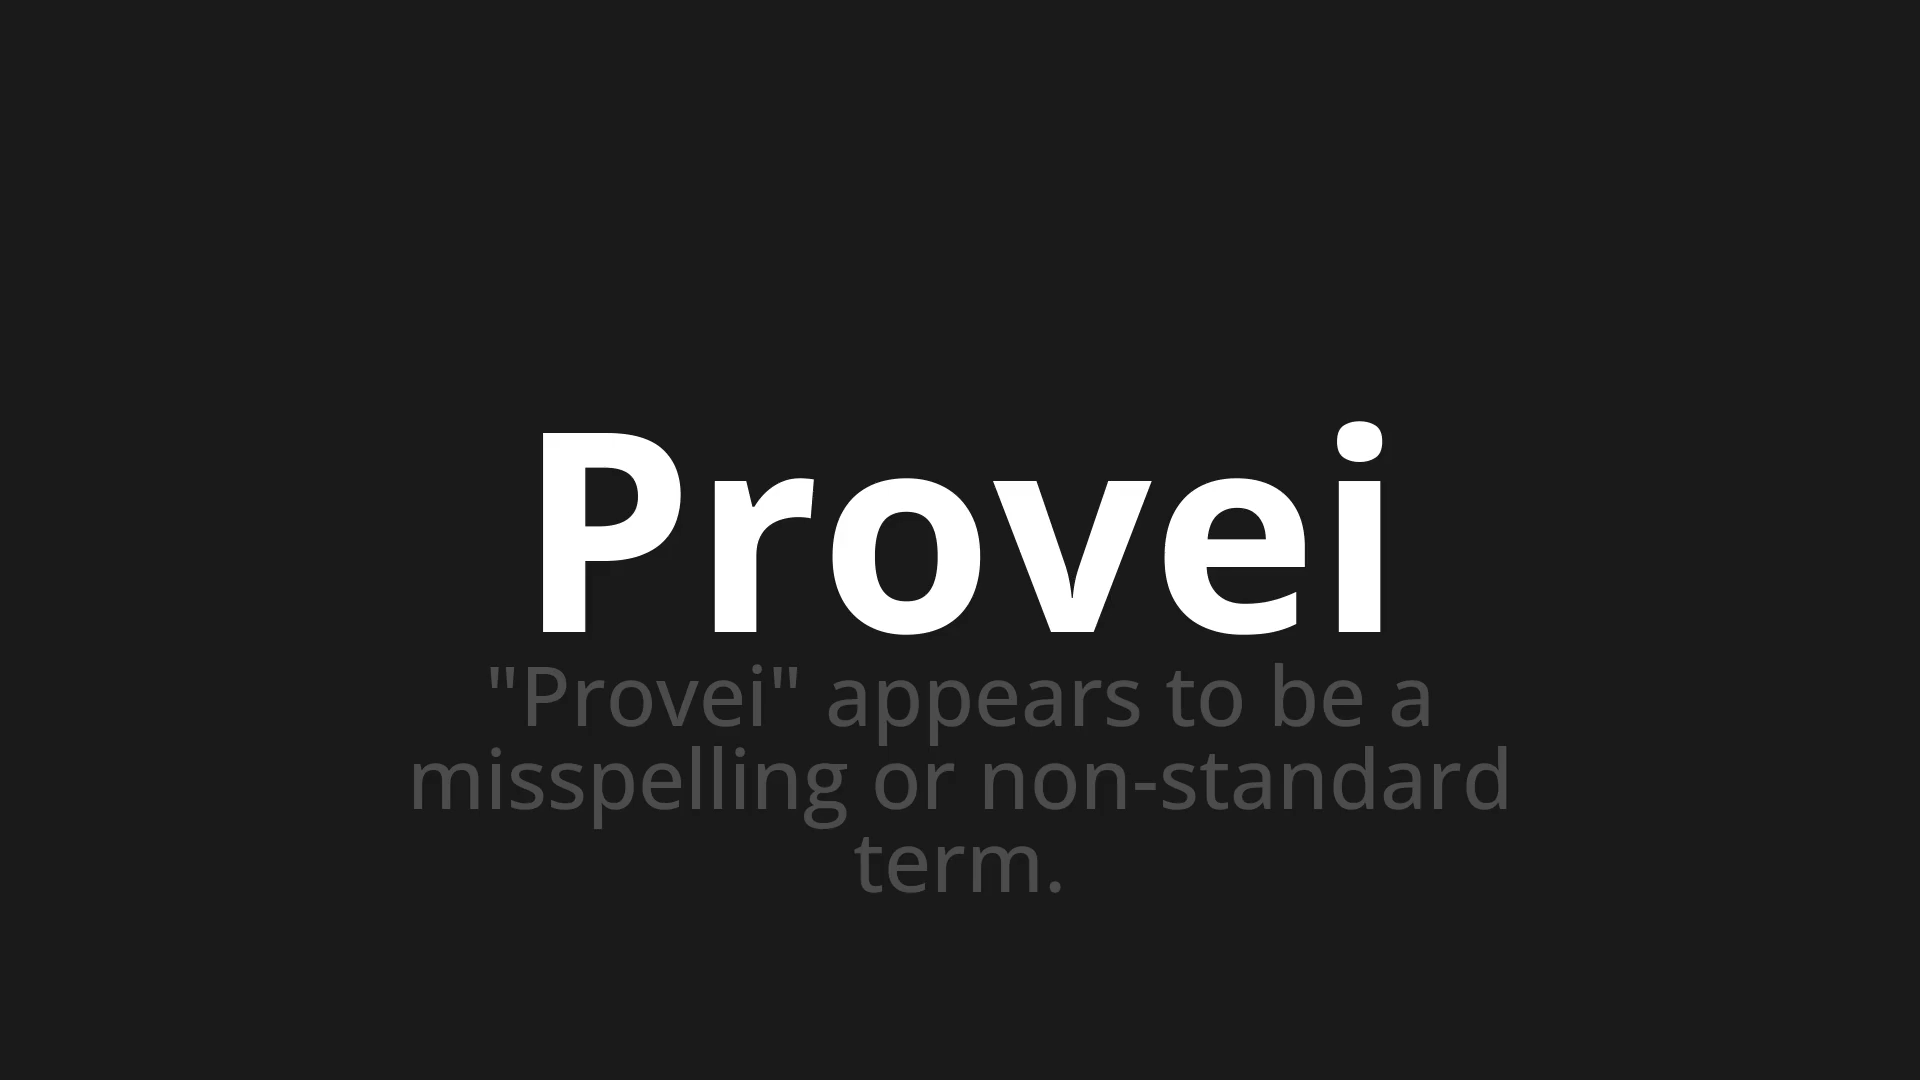 Provei
"Provei" appears to be a
misspelling or non-standard
term.